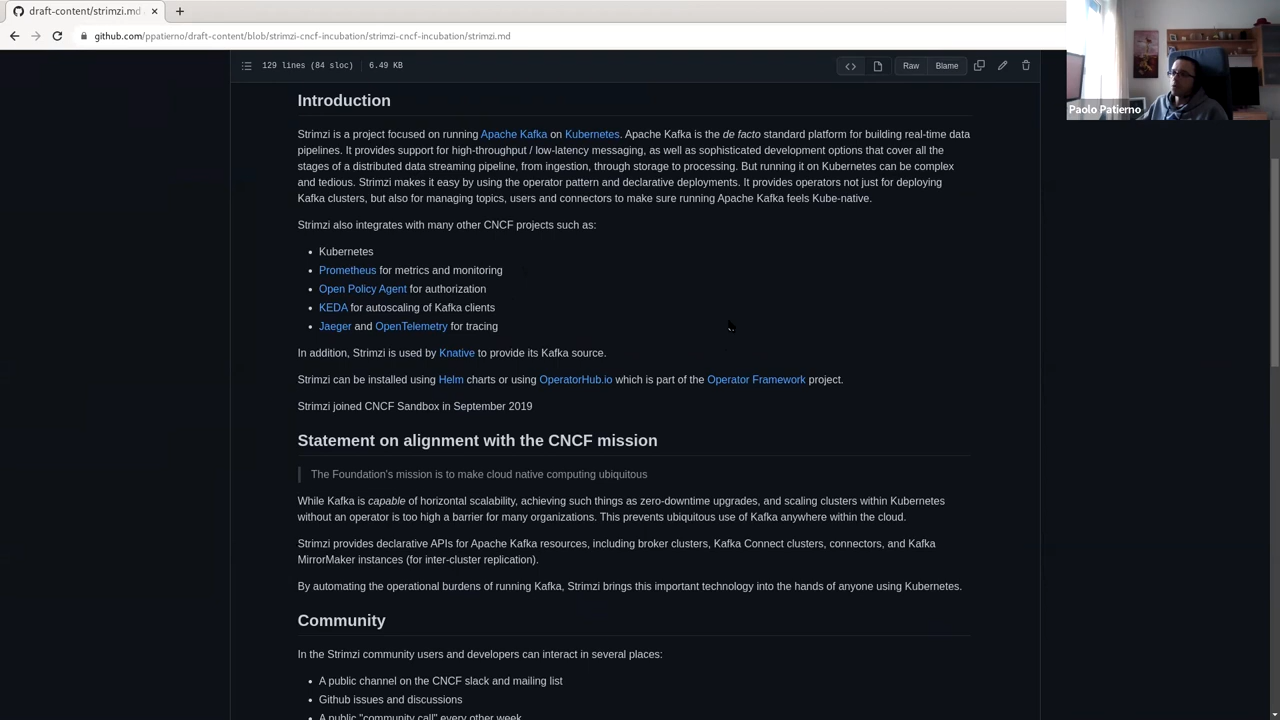 draft-content/strimzi.md
github.com/ppatierno/draft-content/blob/strimzi-cncf-incubation/strimzi-cncf-incubation/strimzi.md
129 lines (84 sloc) 6.49 KB
Raw Blame
Paolo Patierno
Introduction
Strimzi is a project focused on running Apache Kafka on Kubernetes. Apache Kafka is the de facto standard platform for building real-time data
pipelines. It provides support for high-throughput / low-latency messaging, as well as sophisticated development options that cover all the
stages of a distributed data streaming pipeline, from ingestion, through storage to processing. But running it on Kubernetes can be complex
and tedious. Strimzi makes it easy by using the operator pattern and declarative deployments. It provides operators not just for deploying
Kafka clusters, but also for managing topics, users and connectors to make sure running Apache Kafka feels Kube-native.
Strimzi also integrates with many other CNCF projects such as:
• Kubernetes
• Prometheus for metrics and monitoring
• Open Policy Agent for authorization
• KEDA for autoscaling of Kafka clients
• Jaeger and OpenTelemetry for tracing
In addition, Strimzi is used by Knative to provide its Kafka source.
Strimzi can be installed using Helm charts or using OperatorHub.io which is part of the Operator Framework project.
Strimzi joined CNCF Sandbox in September 2019
Statement on alignment with the CNCF mission
The Foundation's mission is to make cloud native computing ubiquitous
While Kafka is capable of horizontal scalability, achieving such things as zero-downtime upgrades, and scaling clusters within Kubernetes
without an operator is too high a barrier for many organizations. This prevents ubiquitous use of Kafka anywhere within the cloud.
Strimzi provides declarative APIs for Apache Kafka resources, including broker clusters, Kafka Connect clusters, connectors, and Kafka
MirrorMaker instances (for inter-cluster replication).
By automating the operational burdens of running Kafka, Strimzi brings this important technology into the hands of anyone using Kubernetes.
Community
In the Strimzi community users and developers can interact in several places:
• A public channel on the CNCF slack and mailing list
• Github issues and discussions
• A public "community call" every other week